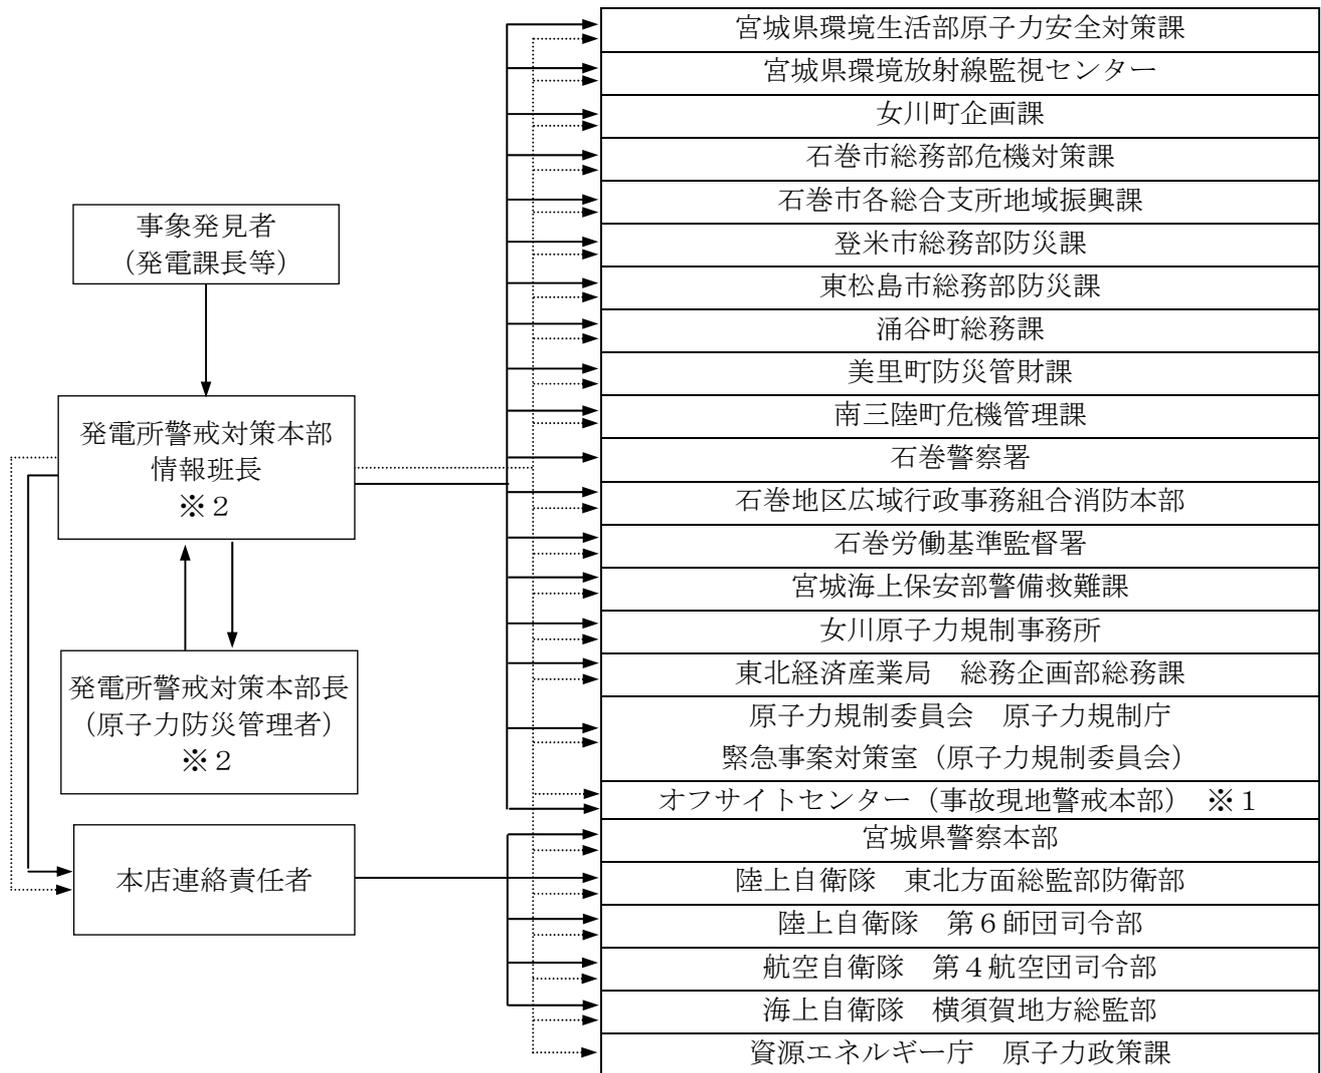 事象発見者
(発電課長等)
発電所警戒対策本部
情報班長
※２
発電所警戒対策本部長
(原子力防災管理者)
※２
本店連絡責任者
宮城県環境生活部原子力安全対策課
宮城県環境放射線監視センター
女川町企画課
石巻市総務部危機対策課
石巻市各総合支所地域振興課
登米市総務部防災課
東松島市総務部防災課
涌谷町総務課
美里町防災管財課
南三陸町危機管理課
石巻警察署
石巻地区広域行政事務組合消防本部
石巻労働基準監督署
宮城海上保安部警備救難課
女川原子力規制事務所
東北経済産業局　総務企画部総務課
原子力規制委員会　原子力規制庁
緊急事案対策室（原子力規制委員会）
オフサイトセンター（事故現地警戒本部）　※１
宮城県警察本部
陸上自衛隊　東北方面総監部防衛部
陸上自衛隊　第６師団司令部
航空自衛隊　第４航空団司令部
海上自衛隊　横須賀地方総監部
資源エネルギー庁　原子力政策課